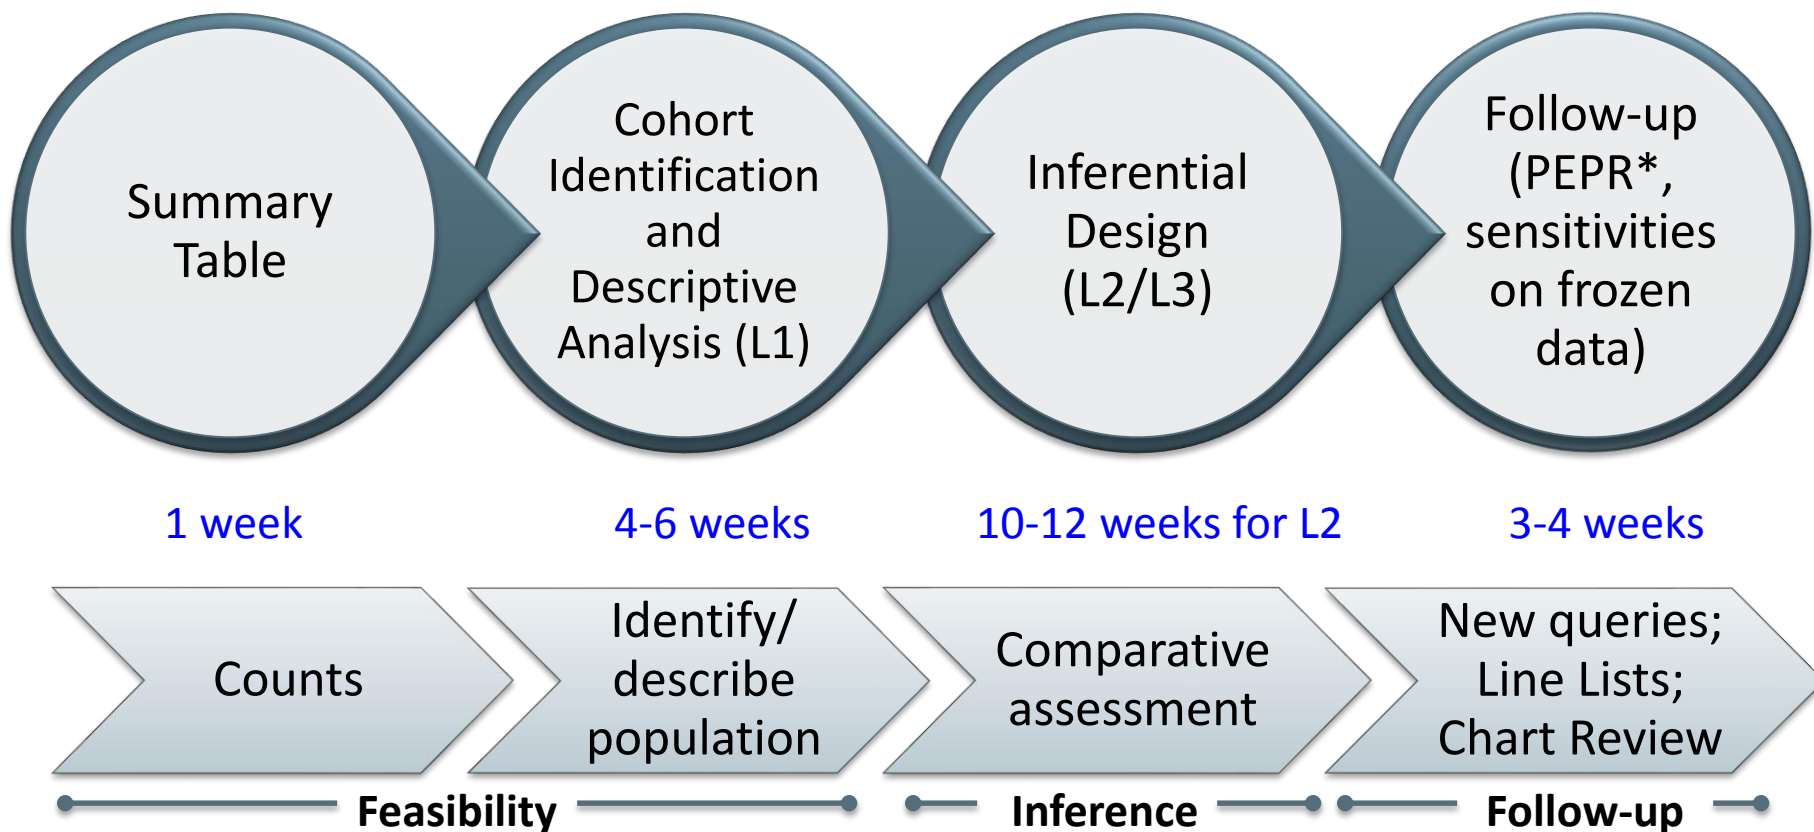 Summary
Table
Cohort
Identification
and
Descriptive
Analysis (L1)
Inferential
Design
(L2/L3)
Follow-up
(PEPR*,
sensitivities
on frozen
data)
1 week
4-6 weeks
10-12 weeks for L2
3-4 weeks
Counts
Identify/
describe
population
Comparative
assessment
New queries;
Line Lists;
Chart Review
Feasibility
Inference
Follow-up